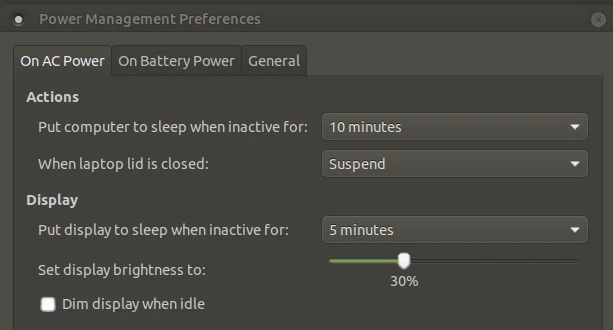 Power Management Preferences
On AC Power On Battery Power General
Actions
Put computer to sleep when inactive for: 10 minutes
When laptop lid is closed: Suspend
Display
Put display to sleep when inactive for: 5 minutes
Set display brightness to:
30%
Dim display when idle